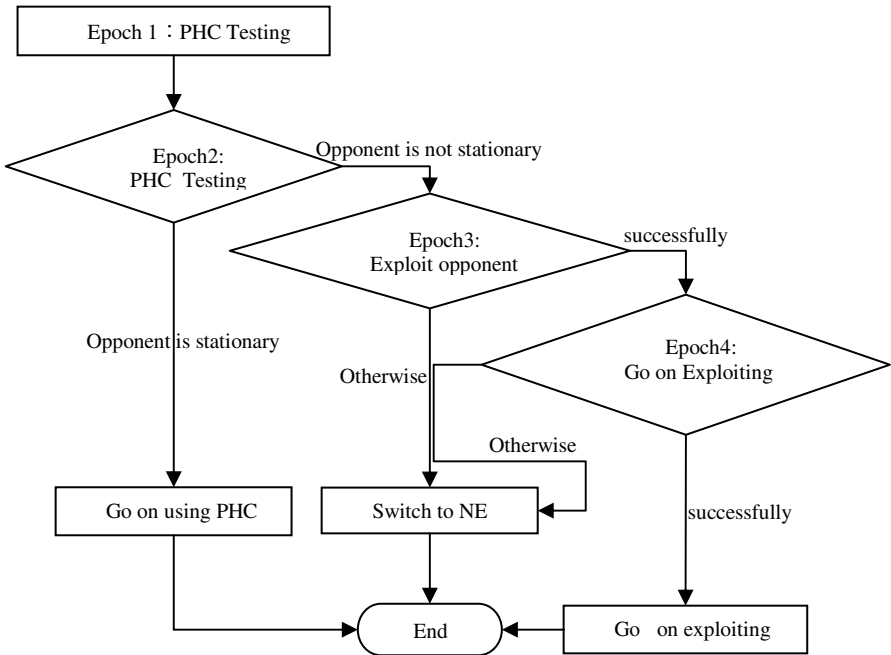 Epoch 1：PHC Testing
Epoch2:
PHC Testing
Opponent is not stationary
Epoch3:
Exploit opponent
successfully
Opponent is stationary
Otherwise
Epoch4:
Go on Exploiting
Otherwise
Go on using PHC
Switch to NE
successfully
End
Go on exploiting